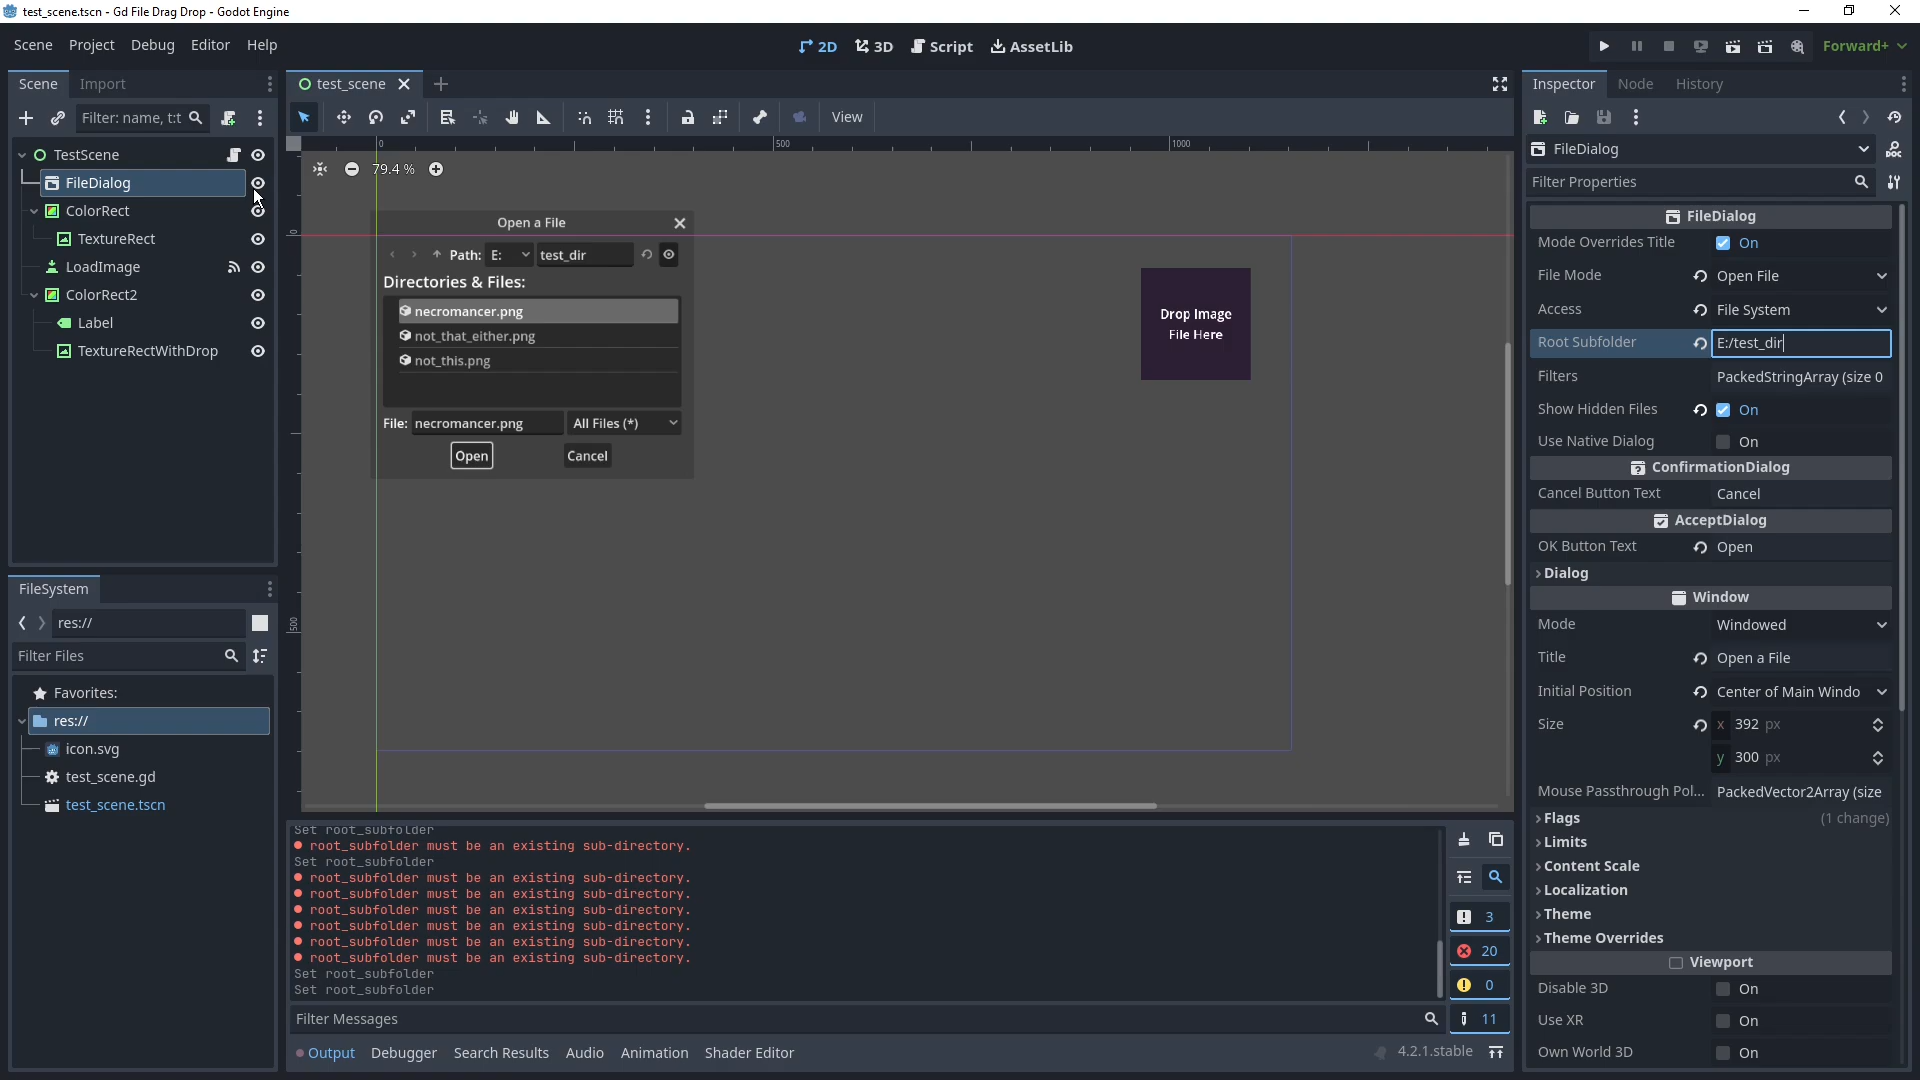 test_scene.tscn - Gd File Drag Drop - Godot Engine
Scene Project Debug Editor Help
2D 3D Script AssetLib
Forward+
Scene Import
Filter: name, t:t
TestScene
FileDialog
ColorRect
TextureRect
LoadImage
ColorRect2
Label
TextureRectWithDrop
FileSystem
res://
Filter Files
Favorites:
res://
icon.svg
test_scene.gd
test_scene.tscn
test_scene
View
0
500
1000
79.4 %
0
500
Open a File
Path: E: test_dir
Directories & Files:
necromancer.png
not_that_either.png
not_this.png
File: necromancer.png All Files (*)
Open Cancel
Drop Image
File Here
Set root_subfolder
root_subfolder must be an existing sub-directory.
Set root_subfolder
root_subfolder must be an existing sub-directory.
root_subfolder must be an existing sub-directory.
root_subfolder must be an existing sub-directory.
root_subfolder must be an existing sub-directory.
root_subfolder must be an existing sub-directory.
root_subfolder must be an existing sub-directory.
Set root_subfolder
Set root_subfolder
Filter Messages
3
20
0
11
Output Debugger Search Results Audio Animation Shader Editor
4.2.1.stable
Inspector Node History
FileDialog
Filter Properties
FileDialog
Mode Overrides Title On
File Mode Open File
Access File System
Root Subfolder E:/test_dir
Filters PackedStringArray (size 0
Show Hidden Files On
Use Native Dialog On
ConfirmationDialog
Cancel Button Text Cancel
AcceptDialog
OK Button Text Open
Dialog
Window
Mode Windowed
Title Open a File
Initial Position Center of Main Windo
Size x 392 px
y 300 px
Mouse Passthrough Pol... PackedVector2Array (size
Flags (1 change)
Limits
Content Scale
Localization
Theme
Theme Overrides
Viewport
Disable 3D On
Use XR On
Own World 3D On